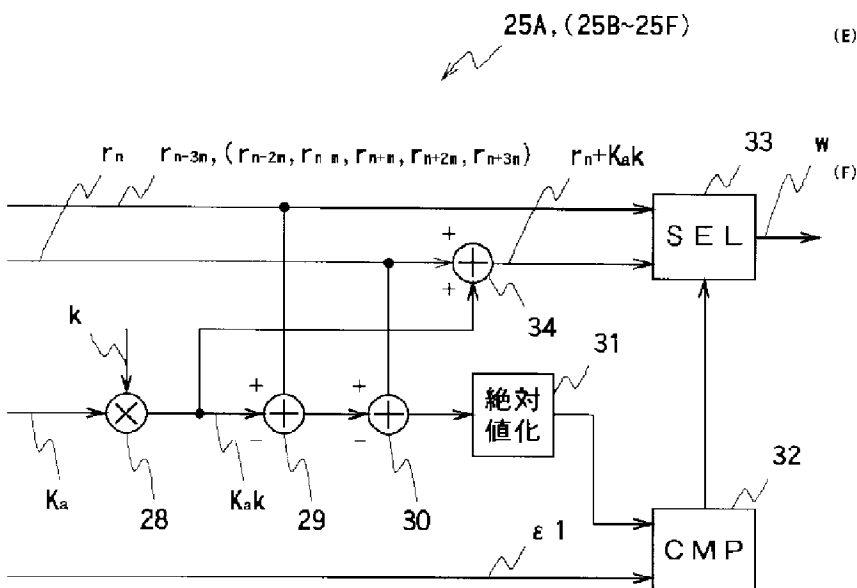 25A, (25B~25F)
(E)
rn
rn-3m, (rn-2m, rn-m, rn+m, rn+2m, rn+3m)
rn+Kak
33
w
(F)
SEL
+
+
34
k
31
+
−
+
−
絶対
値化
32
Ka
28
Kak
29
30
ε1
CMP